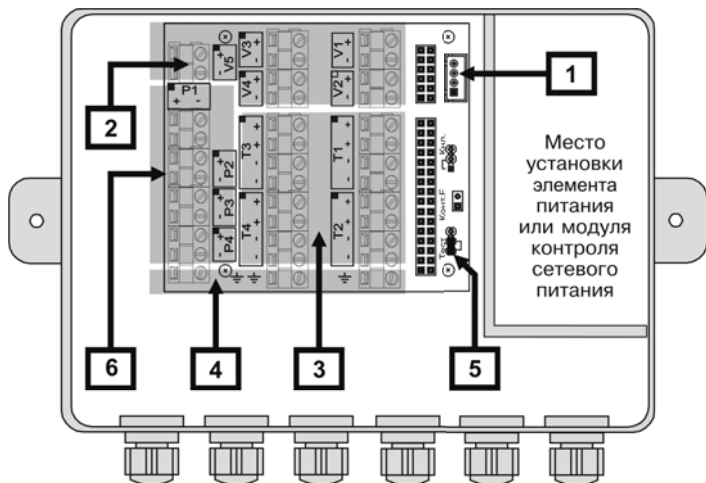 V5
V3
V4
V1
V2
P1
+ -
P2
P3
P4
T3
T4
T1
T2
Кнл.
Конт.F
Тест
1
2
3
4
5
6
Место
установки
элемента
питания
или модуля
контроля
сетевого
питания